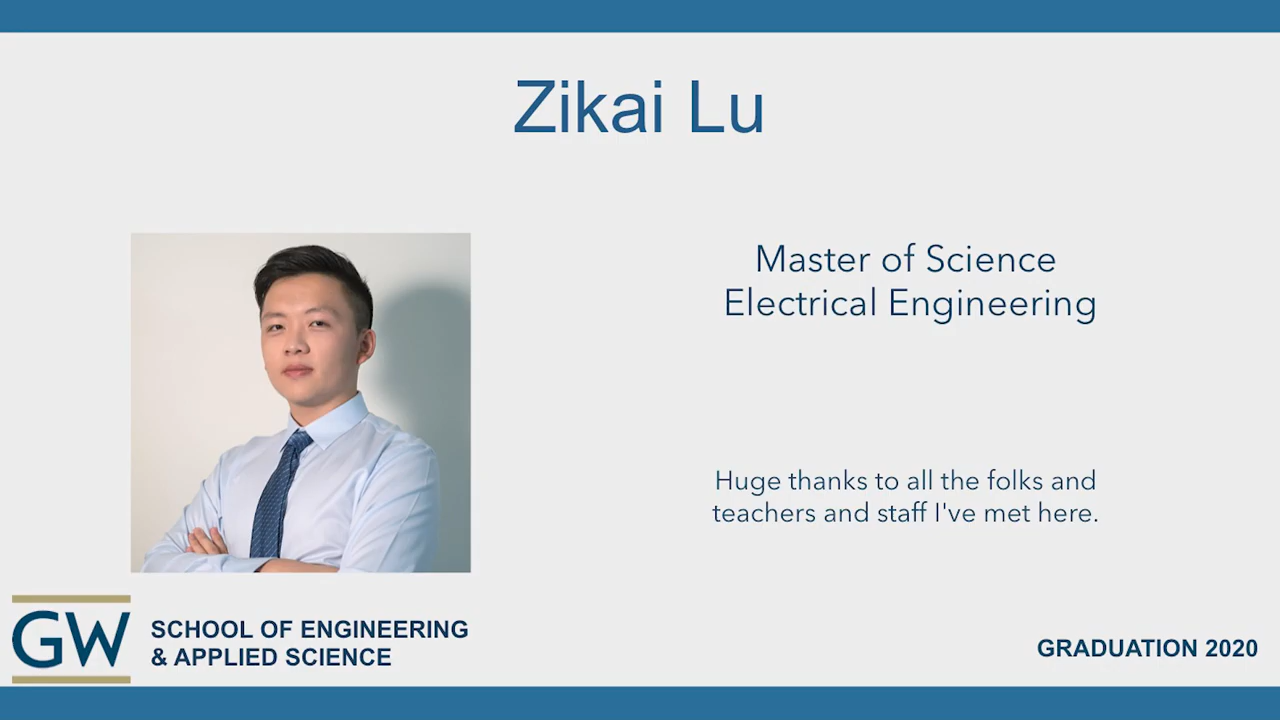 Zikai Lu
Master of Science
Electrical Engineering
Huge thanks to all the folks and
teachers and staff I've met here.
GW
SCHOOL OF ENGINEERING
& APPLIED SCIENCE
GRADUATION 2020